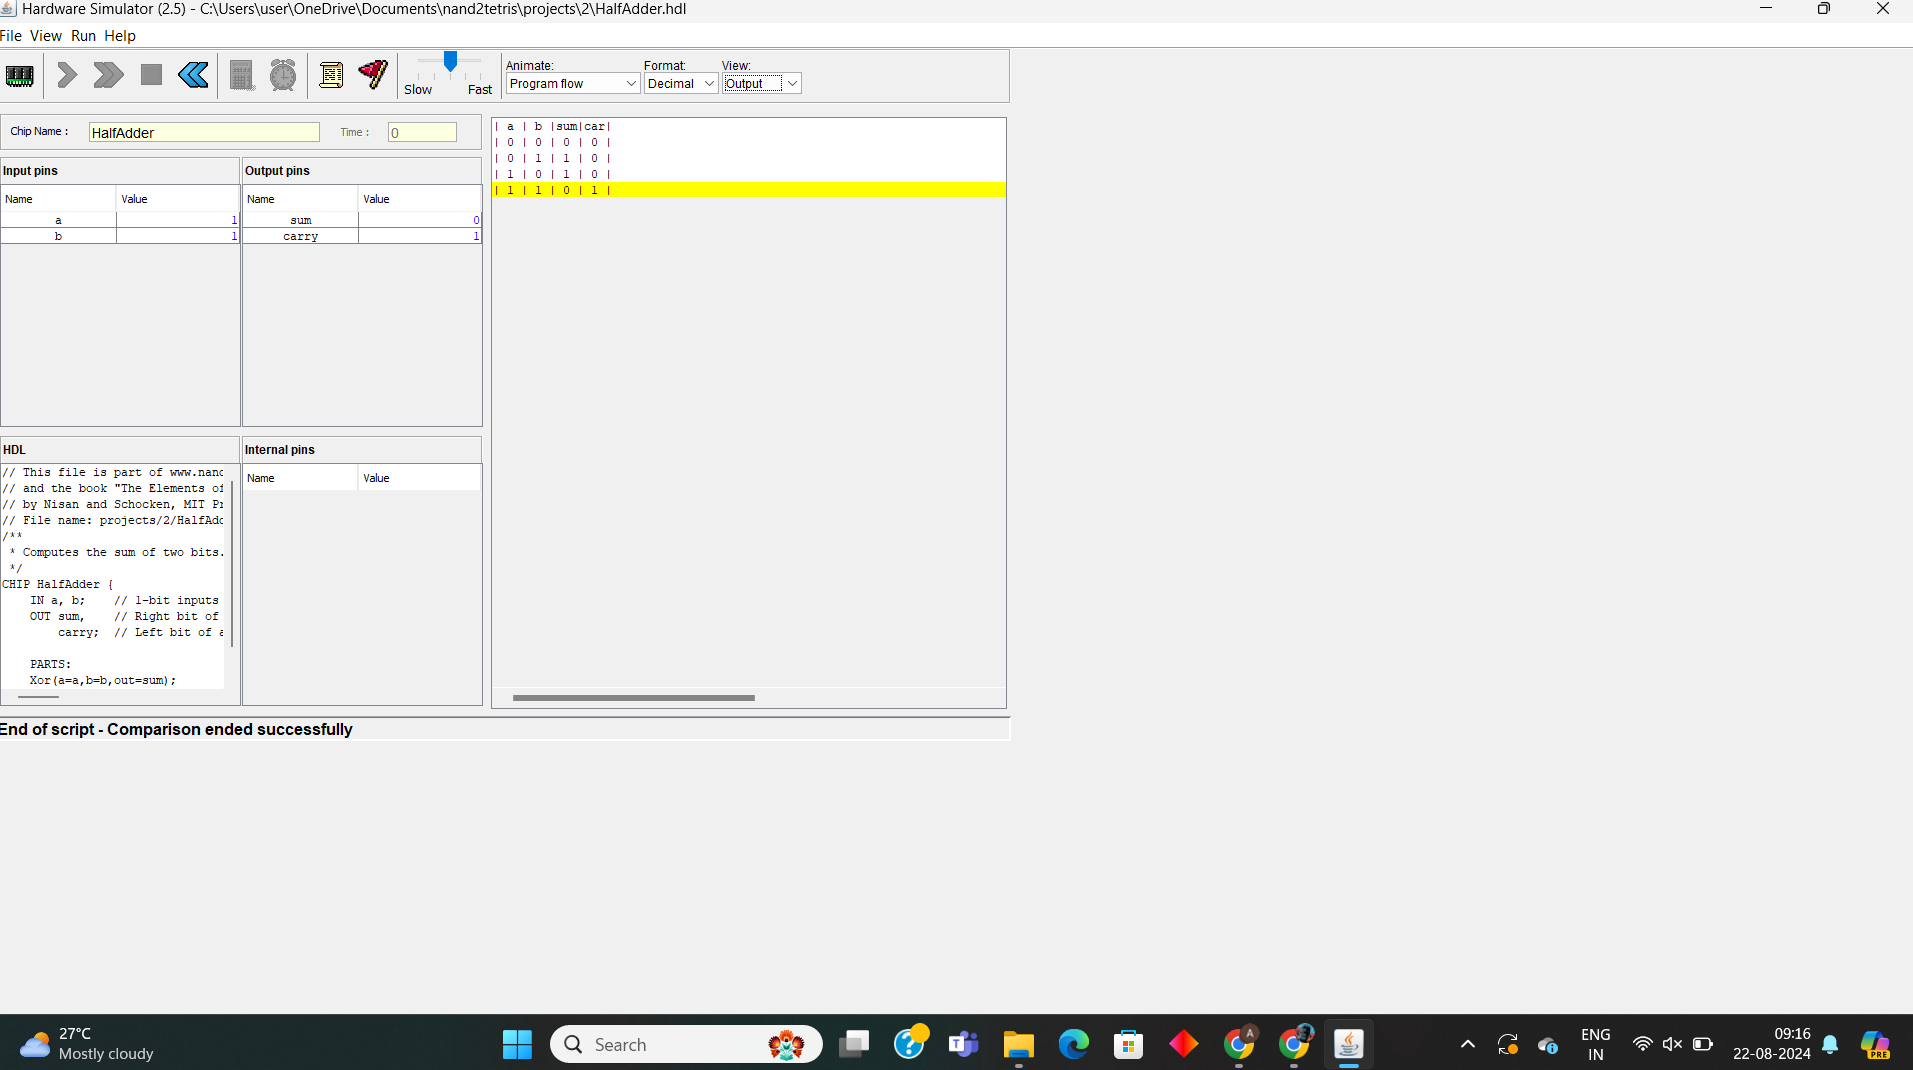 Hardware Simulator (2.5) - C:\Users\user\OneDrive\Documents\nand2tetris\projects\2\HalfAdder.hdl
File View Run Help
Slow Fast
Animate: Format: View:
Program flow Decimal Output
Chip Name : HalfAdder Time : 0
Input pins
Name Value
a 1
b 1
Output pins
Name Value
sum 0
carry 1
| a | b |sum|car|
| 0 | 0 | 0 | 0 |
| 0 | 1 | 1 | 0 |
| 1 | 0 | 1 | 0 |
| 1 | 1 | 0 | 1 |
HDL
// This file is part of www.nand
// and the book "The Elements of
// by Nisan and Schocken, MIT Pr
// File name: projects/2/HalfAdd
/**
* Computes the sum of two bits.
*/
CHIP HalfAdder {
IN a, b; // 1-bit inputs
OUT sum, // Right bit of
carry; // Left bit of a
PARTS:
Xor(a=a,b=b,out=sum);
Internal pins
Name Value
End of script - Comparison ended successfully
27°C
Mostly cloudy
Search
T
A
PRE
ENG
IN
09:16
22-08-2024